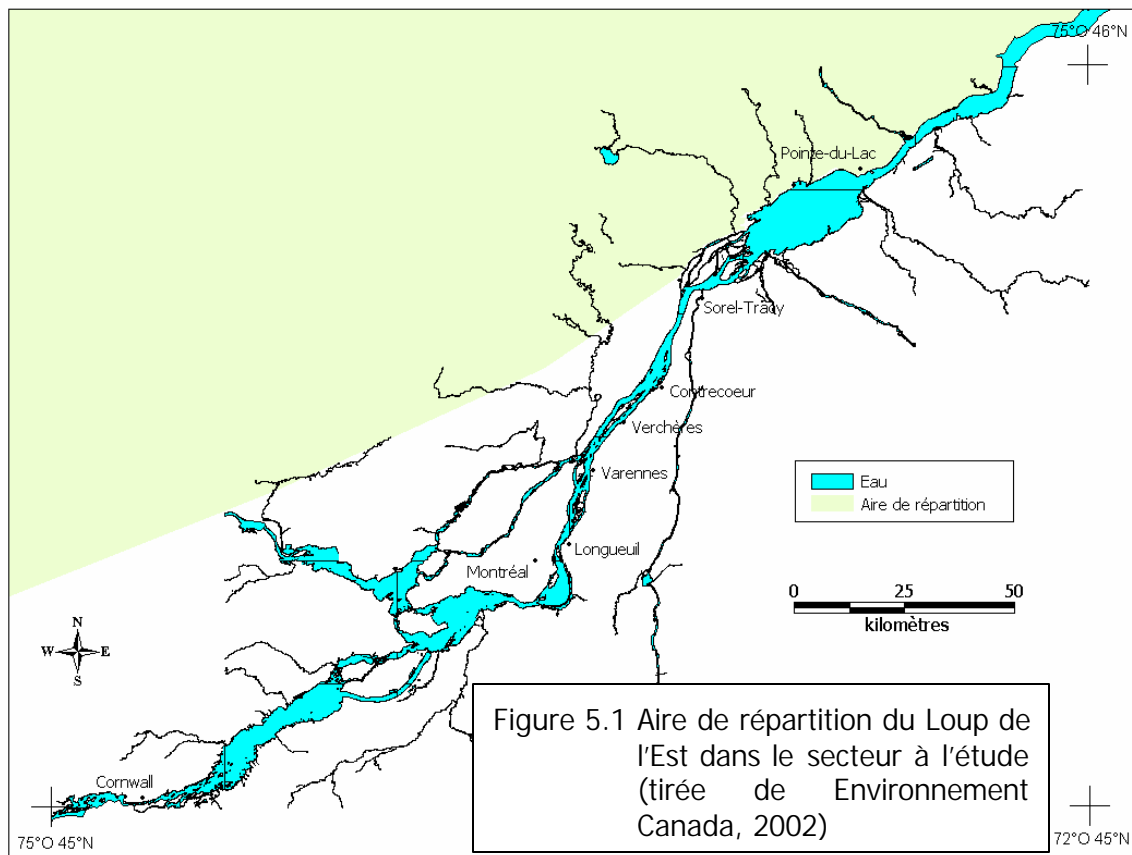 75°O 46°N
Pointe-du-Lac
Sorel-Tracy
Contrecoeur
Verchères
Varennes
Eau
Aire de répartition
Longueuil
Montréal
0 25 50
kilomètres
N
W E
S
Cornwall
75°O 45°N
72°O 45°N
Figure 5.1 Aire de répartition du Loup de
l'Est dans le secteur à l'étude
(tirée de Environnement
Canada, 2002)